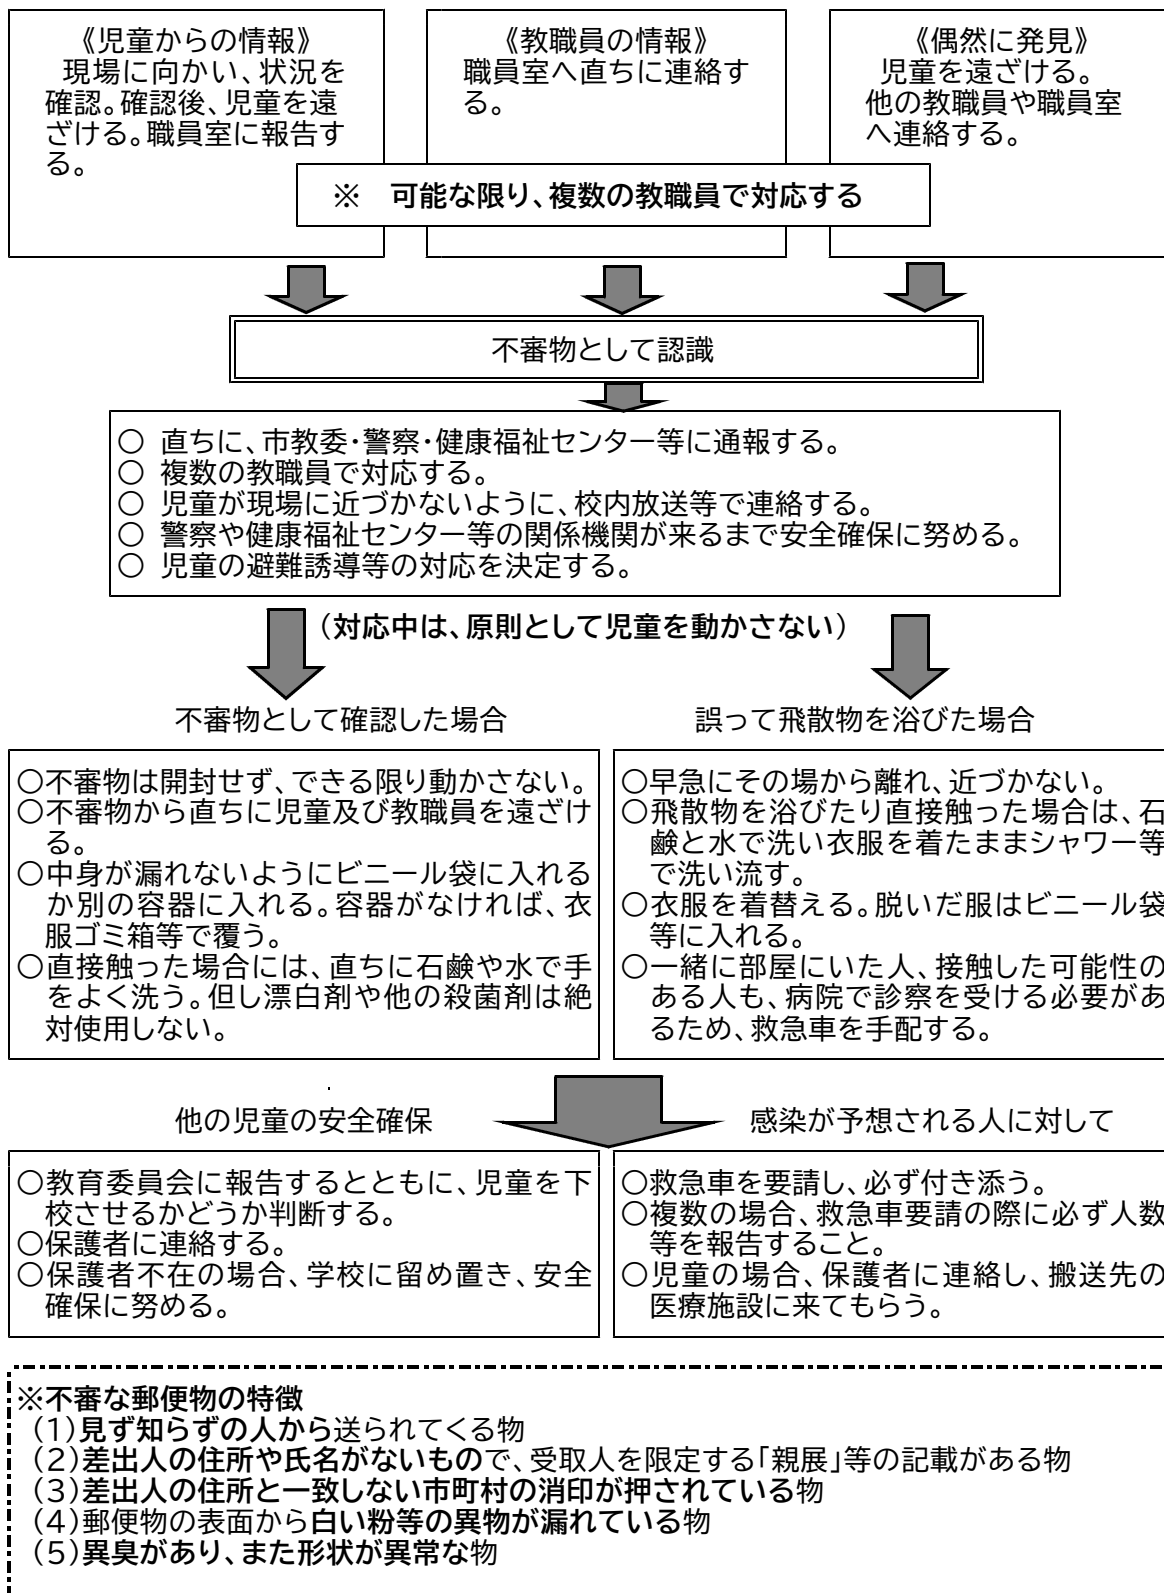 《児童からの情報》
現場に向かい、状況を
確認。確認後、児童を遠
ざける。職員室に報告す
る。
《教職員の情報》
職員室へ直ちに連絡す
る。
《偶然に発見》
児童を遠ざける。
他の教職員や職員室
へ連絡する。
※　可能な限り、複数の教職員で対応する
不審物として認識
○ 直ちに、市教委・警察・健康福祉センター等に通報する。
○ 複数の教職員で対応する。
○ 児童が現場に近づかないように、校内放送等で連絡する。
○ 警察や健康福祉センター等の関係機関が来るまで安全確保に努める。
○ 児童の避難誘導等の対応を決定する。
（対応中は、原則として児童を動かさない）
不審物として確認した場合
○不審物は開封せず、できる限り動かさない。
○不審物から直ちに児童及び教職員を遠ざけ
る。
○中身が漏れないようにビニール袋に入れる
か別の容器に入れる。容器がなければ、衣
服ゴミ箱等で覆う。
○直接触った場合には、直ちに石鹸や水で手
をよく洗う。但し漂白剤や他の殺菌剤は絶
対使用しない。
誤って飛散物を浴びた場合
○早急にその場から離れ、近づかない。
○飛散物を浴びたり直接触った場合は、石
鹸と水で洗い衣服を着たままシャワー等
で洗い流す。
○衣服を着替える。脱いだ服はビニール袋
等に入れる。
○一緒に部屋にいた人、接触した可能性の
ある人も、病院で診察を受ける必要があ
るため、救急車を手配する。
他の児童の安全確保
○教育委員会に報告するとともに、児童を下
校させるかどうか判断する。
○保護者に連絡する。
○保護者不在の場合、学校に留め置き、安全
確保に努める。
感染が予想される人に対して
○救急車を要請し、必ず付き添う。
○複数の場合、救急車要請の際に必ず人数
等を報告すること。
○児童の場合、保護者に連絡し、搬送先の
医療施設に来てもらう。
※不審な郵便物の特徴
（１）見ず知らずの人から送られてくる物
（２）差出人の住所や氏名がないもので、受取人を限定する「親展」等の記載がある物
（３）差出人の住所と一致しない市町村の消印が押されている物
（４）郵便物の表面から白い粉等の異物が漏れている物
（５）異臭があり、また形状が異常な物